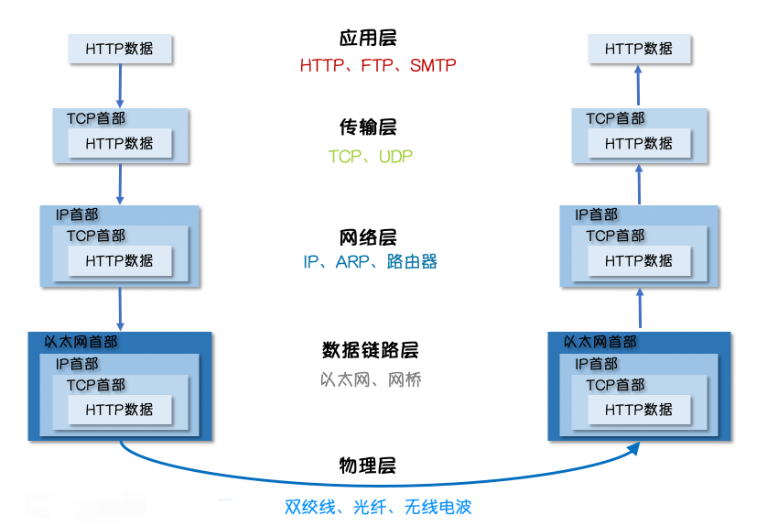 HTTP数据
应用层
HTTP数据
HTTP、FTP、SMTP
TCP首部
HTTP数据
传输层
TCP、UDP
TCP首部
HTTP数据
IP首部
TCP首部
HTTP数据
网络层
IP、ARP、路由器
IP首部
TCP首部
HTTP数据
以太网首部
IP首部
TCP首部
HTTP数据
数据链路层
以太网、网桥
以太网首部
IP首部
TCP首部
HTTP数据
物理层
双绞线、光纤、无线电波